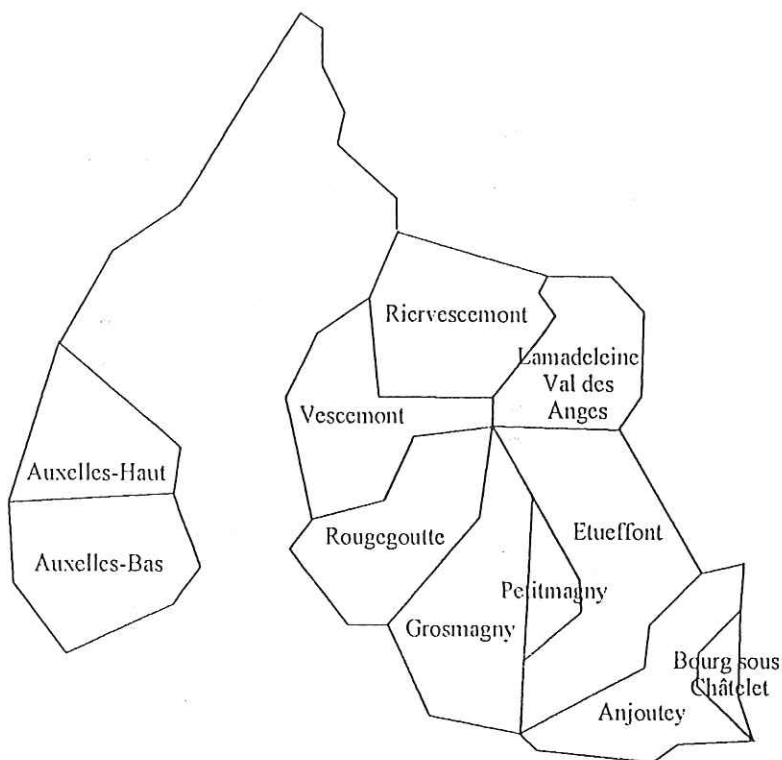 Riervescemont
Lamadeleine
Val des
Anges
Vescemont
Auxelles-Haut
Rougegoutte
Etueffont
Auxelles-Bas
Petitmagny
Grosmagny
Bourg sous
Châtelet
Anjoutey